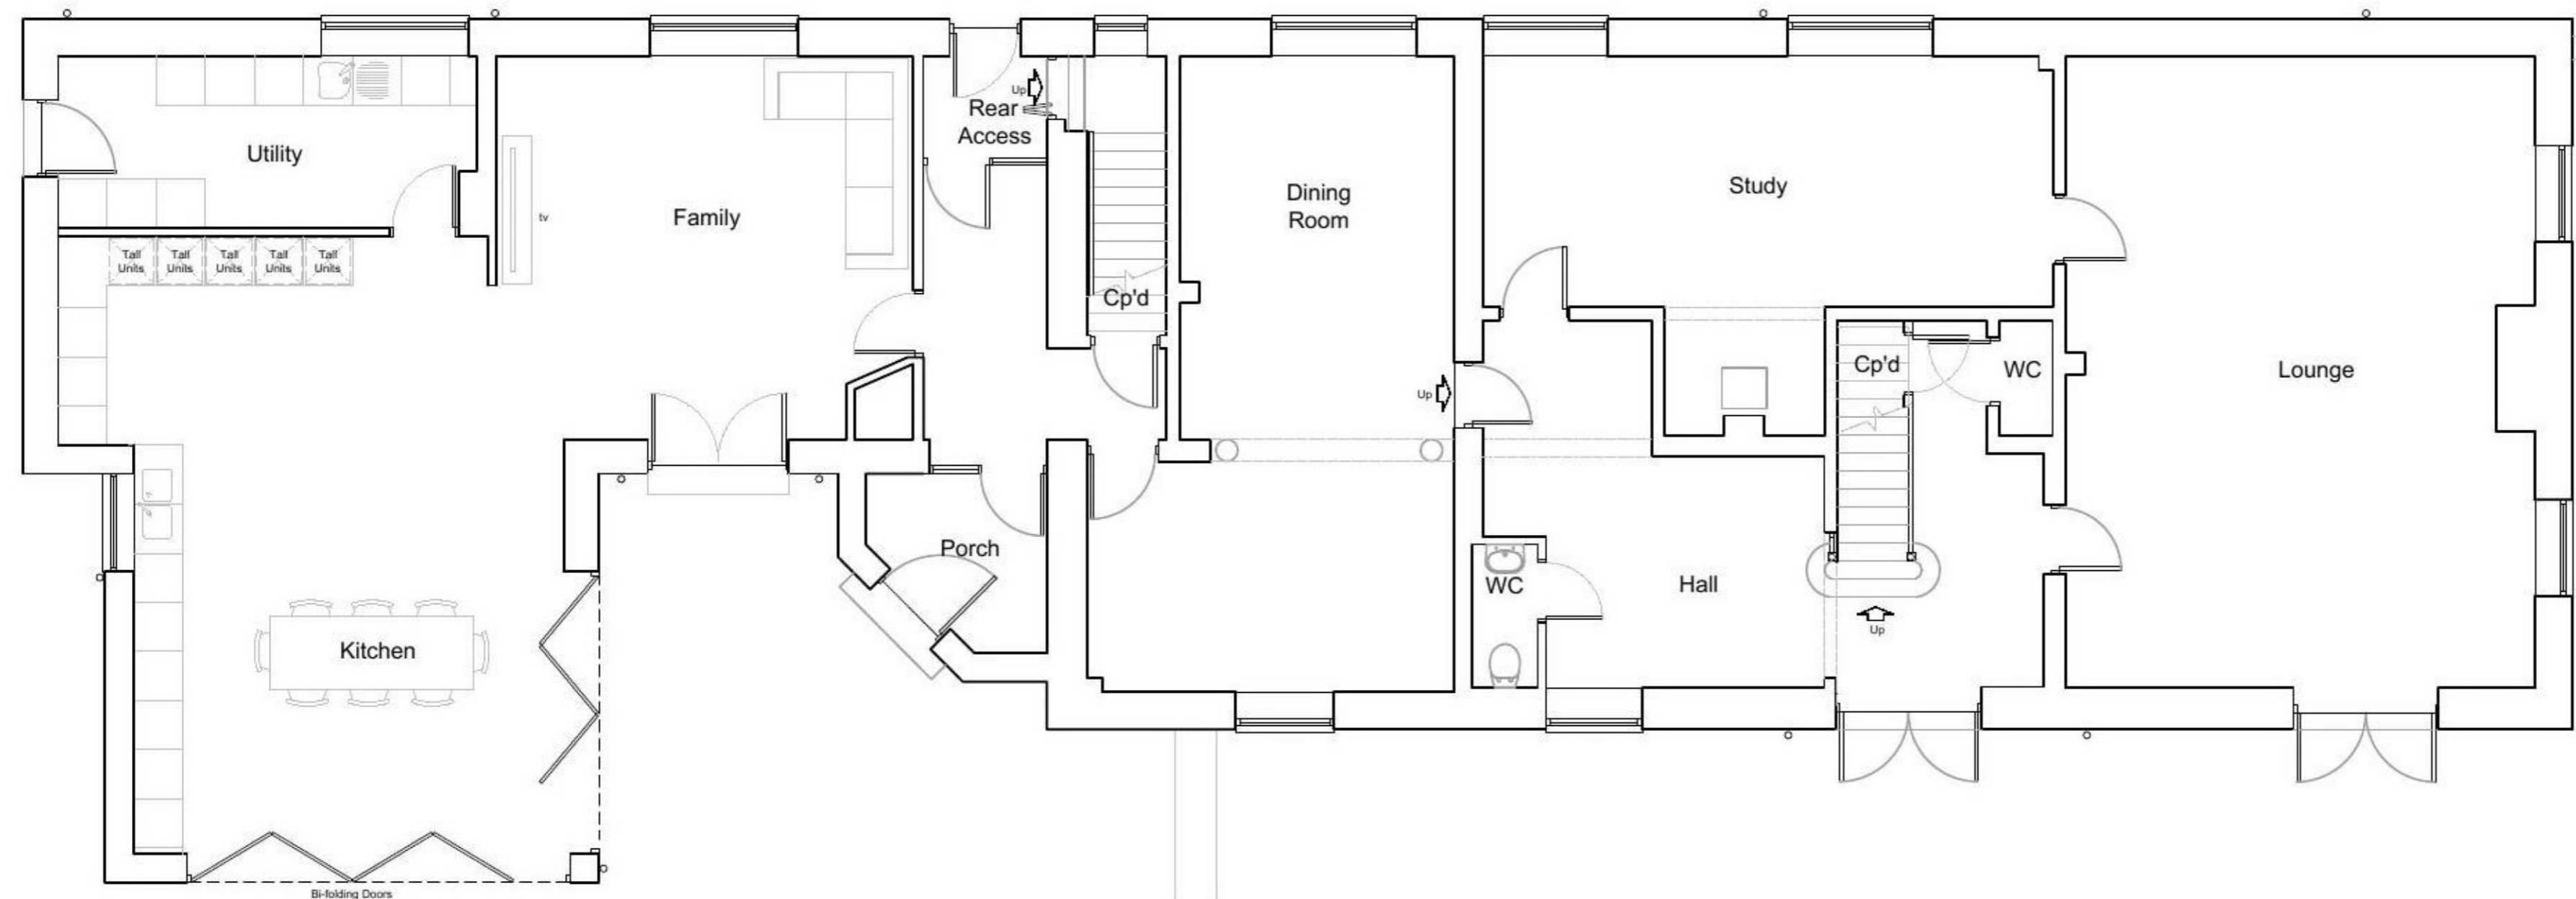 Utility
Tall
Units
Tall
Units
Tall
Units
Tall
Units
Tall
Units
tv
Family
Up
Rear
Access
Cp'd
Dining
Room
Up
Study
Cp'd
WC
Lounge
Porch
WC
Hall
Up
Kitchen
Bi-folding Doors